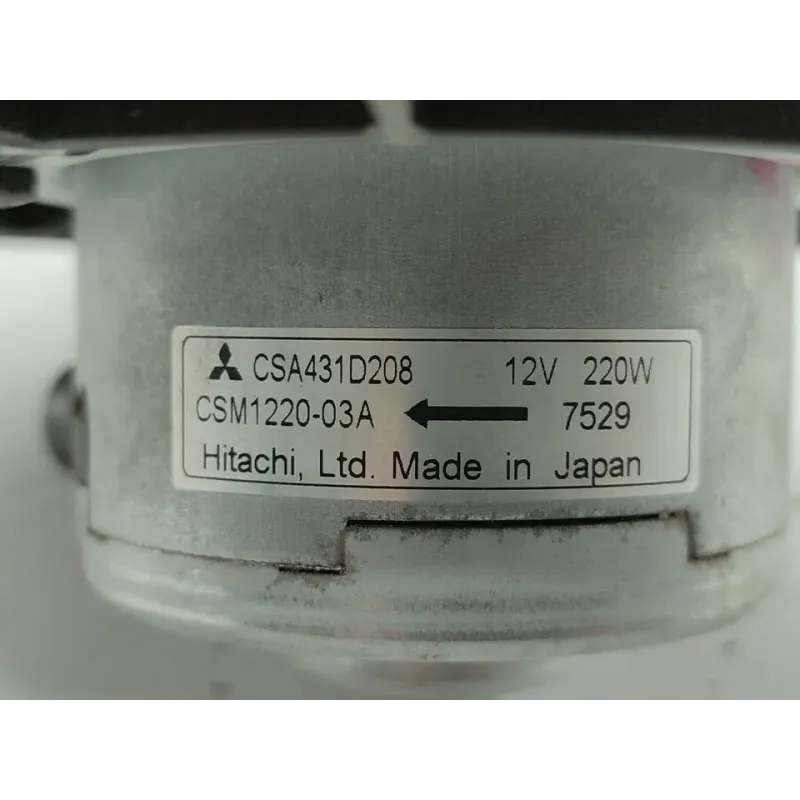 CSA431D208 12V 220W
CSM1220-03A 7529
Hitachi, Ltd. Made in Japan